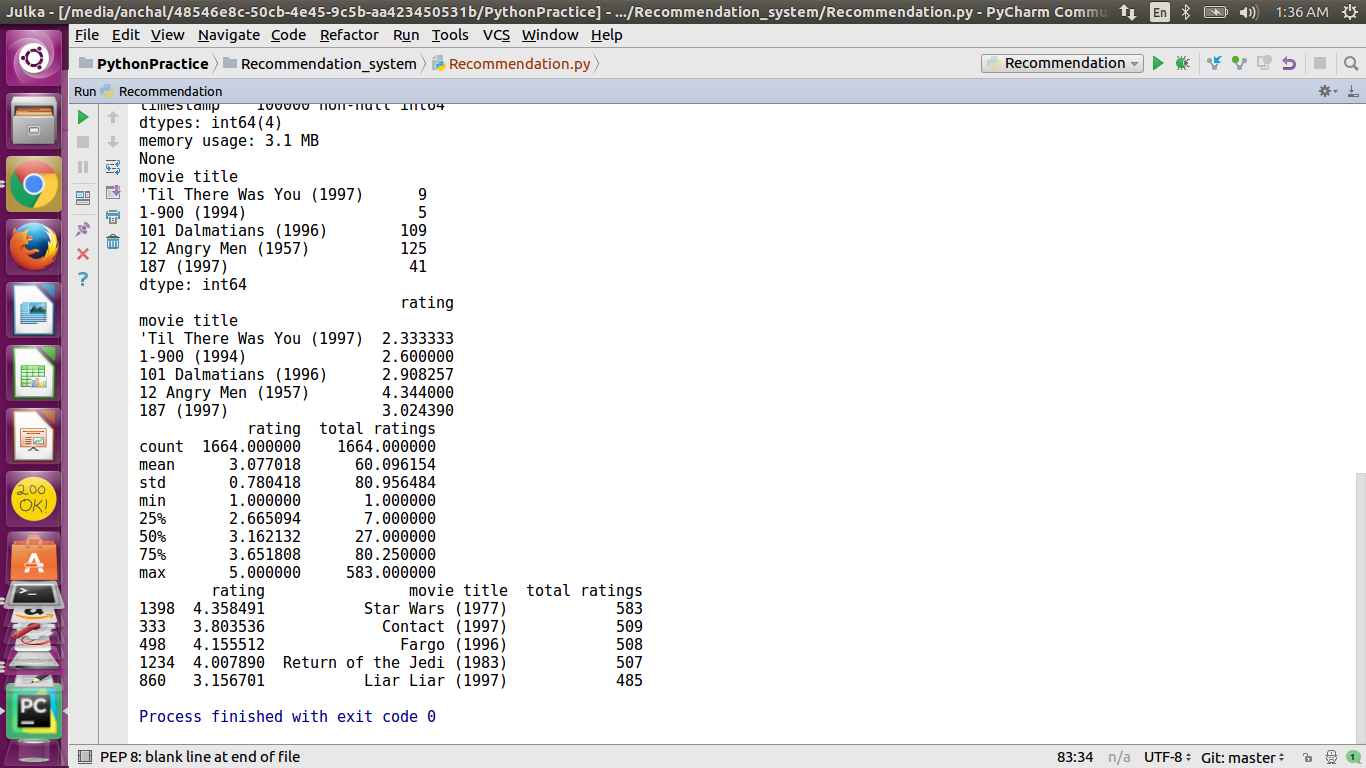 Julka - [/media/anchal/48546e8c-50cb-4e45-9c5b-aa423450531b/PythonPractice] - .../Recommendation_system/Recommendation.py - PyCharm Commu
En
1:36 AM
File Edit View Navigate Code Refactor Run Tools VCS Window Help
PythonPractice Recommendation_system Recommendation.py
Recommendation
Run Recommendation
timestamp    100000 non-null int64
dtypes: int64(4)
memory usage: 3.1 MB
None
movie title
'Til There Was You (1997)      9
1-900 (1994)                   5
101 Dalmatians (1996)        109
12 Angry Men (1957)          125
187 (1997)                    41
dtype: int64
                             rating
movie title
'Til There Was You (1997)  2.333333
1-900 (1994)               2.600000
101 Dalmatians (1996)      2.908257
12 Angry Men (1957)        4.344000
187 (1997)                 3.024390
            rating  total ratings
count  1664.000000    1664.000000
mean      3.077018      60.096154
std       0.780418      80.956484
min       1.000000       1.000000
25%       2.665094       7.000000
50%       3.162132      27.000000
75%       3.651808      80.250000
max       5.000000     583.000000
        rating                movie title  total ratings
1398  4.358491           Star Wars (1977)            583
333   3.803536             Contact (1997)            509
498   4.155512               Fargo (1996)            508
1234  4.007890  Return of the Jedi (1983)            507
860   3.156701           Liar Liar (1997)            485
Process finished with exit code 0
200
OK!
PC
PEP 8: blank line at end of file
83:34 n/a UTF-8 Git: master 1